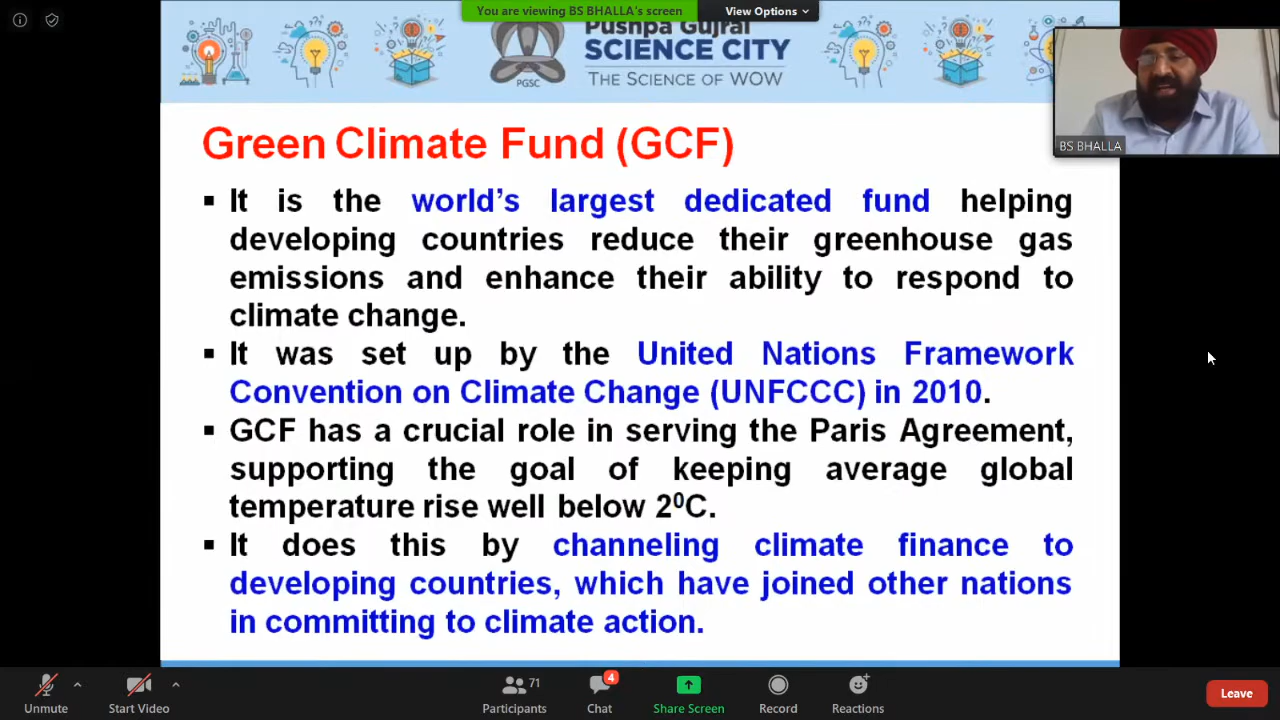 You are viewing BS BHALLA's screen
View Options
Pushpa Gujral
SCIENCE CITY
THE SCIENCE OF WOW
PGSC
BS BHALLA
Green Climate Fund (GCF)
▪ It is the world's largest dedicated fund helping
developing countries reduce their greenhouse gas
emissions and enhance their ability to respond to
climate change.
▪ It was set up by the United Nations Framework
Convention on Climate Change (UNFCCC) in 2010.
▪ GCF has a crucial role in serving the Paris Agreement,
supporting the goal of keeping average global
temperature rise well below 2⁰C.
▪ It does this by channeling climate finance to
developing countries, which have joined other nations
in committing to climate action.
Unmute
Start Video
71
Participants
4
Chat
Share Screen
Record
Reactions
Leave